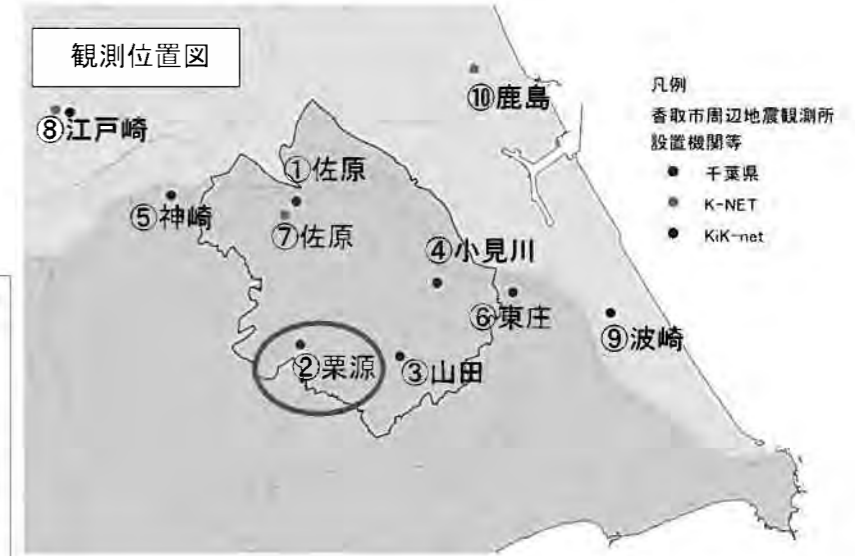 観測位置図
⑩鹿島
⑧江戸崎
①佐原
⑤神崎
⑦佐原
④小見川
⑥東庄
⑨波崎
②栗源
③山田
凡例
香取市周辺地震観測所
設置機関等
千葉県
K-NET
KiK-net